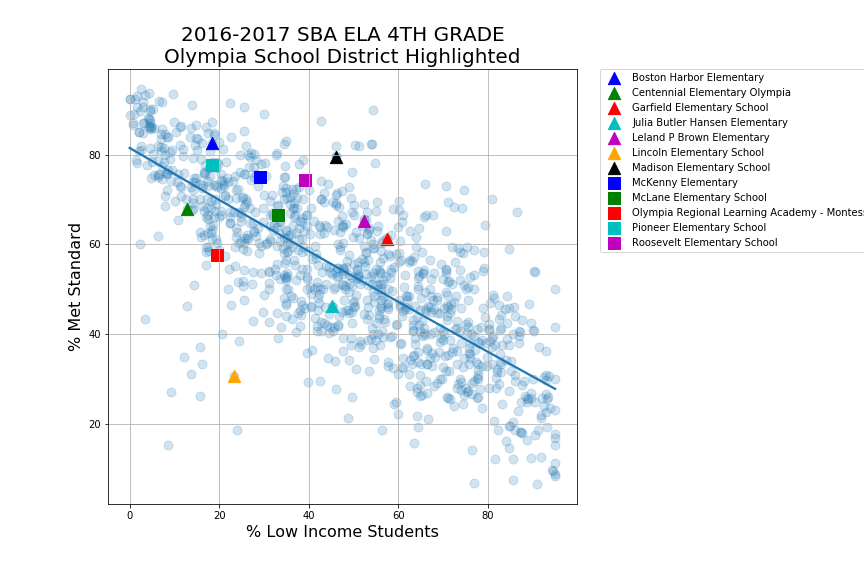 2016-2017 SBA ELA 4TH GRADE
Olympia School District Highlighted
% Met Standard
80
60
40
20
0 20 40 60 80
% Low Income Students
Boston Harbor Elementary
Centennial Elementary Olympia
Garfield Elementary School
Julia Butler Hansen Elementary
Leland P Brown Elementary
Lincoln Elementary School
Madison Elementary School
McKenny Elementary
McLane Elementary School
Olympia Regional Learning Academy - Montes
Pioneer Elementary School
Roosevelt Elementary School